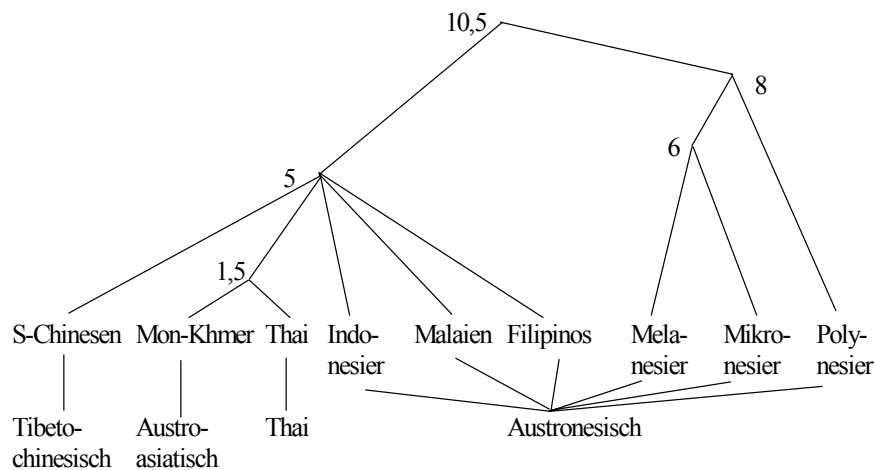 10,5
8
6
5
1,5
S-Chinesen Mon-Khmer Thai Indo- Malaien Filipinos Mela- Mikro- Poly-
nesier nesier nesier nesier
Tibeto- Austro- Thai Austronesisch
chinesisch asiatisch